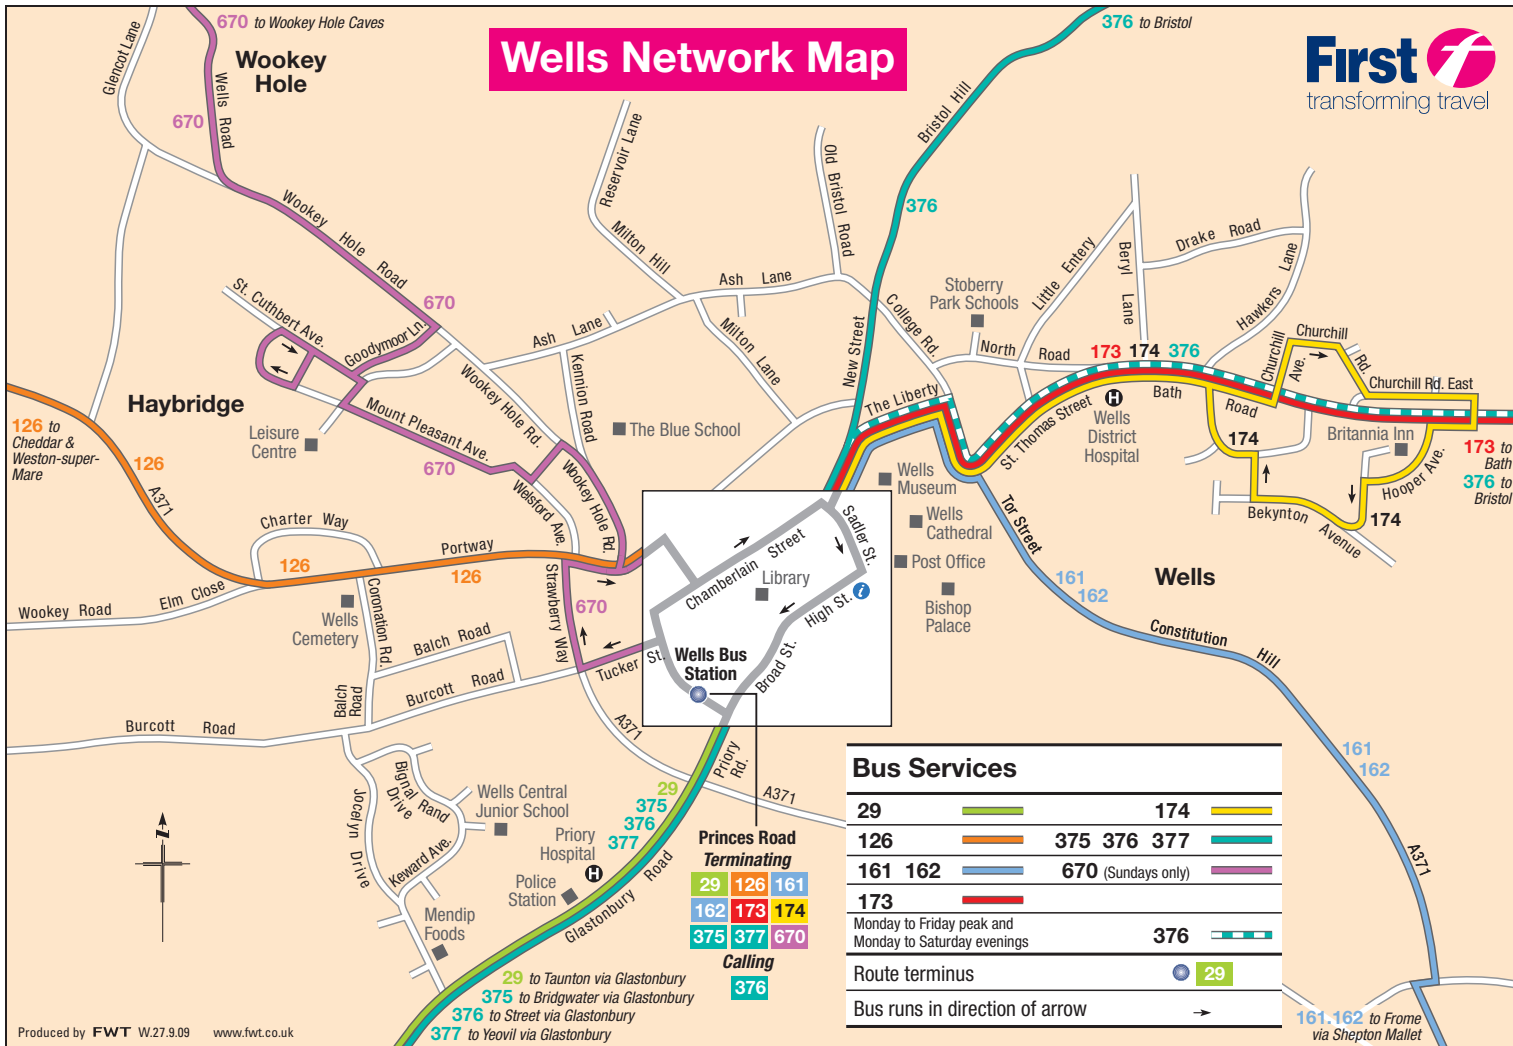 670 to Wookey Hole Caves
Wookey
Hole
Wells Network Map
376 to Bristol
First
transforming travel
Glencot Lane
Wells Road
670
Bristol Hill
376
Reservoir Lane
Old Bristol Road
Milton Hill
Ash Lane
Wookey Hole Road
670
St. Cuthbert Ave.
Goodymoor Ln.
Ash Lane
Milton Lane
New Street
College Rd.
Stoberry
Park Schools
Little Entery
Beryl Lane
Drake Road
Hawkers Lane
North Road
173 174 376
Churchill Ave.
Churchill Rd.
Churchill Rd. East
Haybridge
Kennion Road
Wookey Hole Rd.
Mount Pleasant Ave.
670
Leisure
Centre
The Blue School
The Liberty
St. Thomas Street
Wells
District
Hospital
H
Bath Road
174
Britannia Inn
Hooper Ave.
173 to
Bath
376 to
Bristol
126 to
Cheddar &
Weston-super-
Mare
126
A371
Welsford Ave.
Wookey Hole Rd.
Wells
Museum
Wells
Cathedral
Post Office
Bishop
Palace
Tor Street
Bekynton Avenue
174
Charter Way
Portway
126
126
Elm Close
Wookey Road
Wells
Cemetery
Coronation Rd.
Strawberry Way
670
Chamberlain Street
Sadler St.
Library
High St.
i
Broad St.
Wells Bus
Station
Tucker St.
161
162
Wells
Constitution Hill
Balch Road
Burcott Road
Balch
Road
Burcott Road
A371
Priory
Rd.
A371
161
162
A371
Bignal Rand
Drive
Jocelyn Drive
Keward Ave.
Wells Central
Junior School
Priory
Hospital
H
Police
Station
Mendip
Foods
29
375
376
377
Glastonbury Road
Princes Road
Terminating
29 126 161
162 173 174
375 377 670
Calling
376
Bus Services
29
174
126
375 376 377
161 162
670 (Sundays only)
173
Monday to Friday peak and
Monday to Saturday evenings
376
Route terminus
29
Bus runs in direction of arrow
29 to Taunton via Glastonbury
375 to Bridgwater via Glastonbury
376 to Street via Glastonbury
377 to Yeovil via Glastonbury
161.162 to Frome
via Shepton Mallet
Produced by FWT W.27.9.09 www.fwt.co.uk